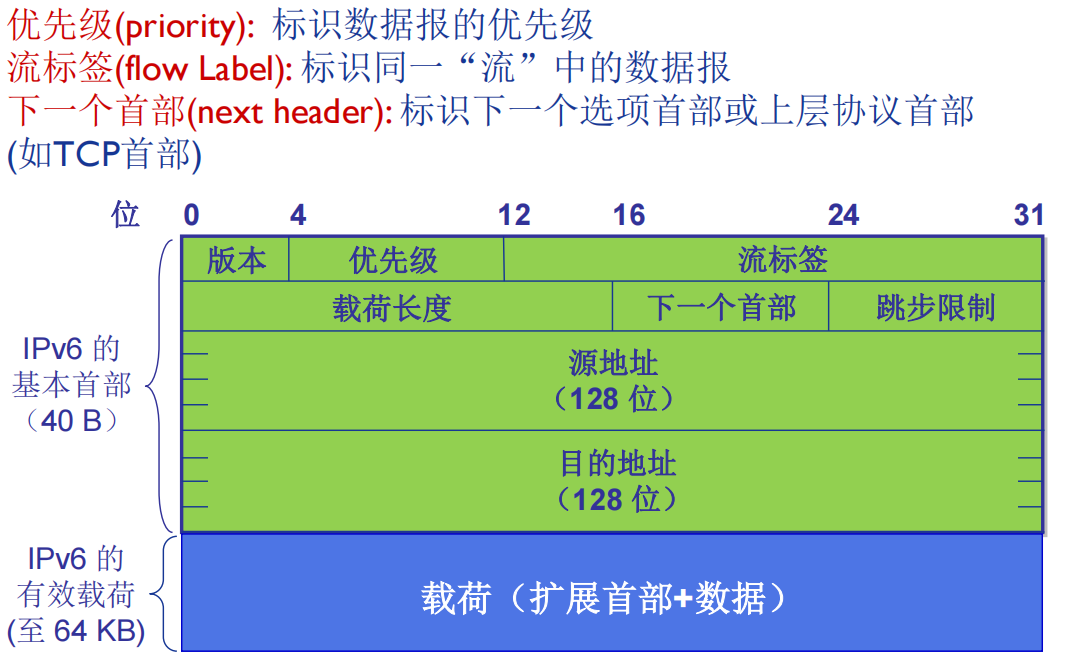 优先级(priority): 标识数据报的优先级
流标签(flow Label): 标识同一“流”中的数据报
下一个首部(next header): 标识下一个选项首部或上层协议首部
(如TCP首部)
位 0 4 12 16 24 31
版本 优先级 流标签
载荷长度 下一个首部 跳步限制
IPv6 的
基本首部
（40 B）
源地址
（128 位）
目的地址
（128 位）
IPv6 的
有效载荷
(至 64 KB)
载荷（扩展首部+数据）